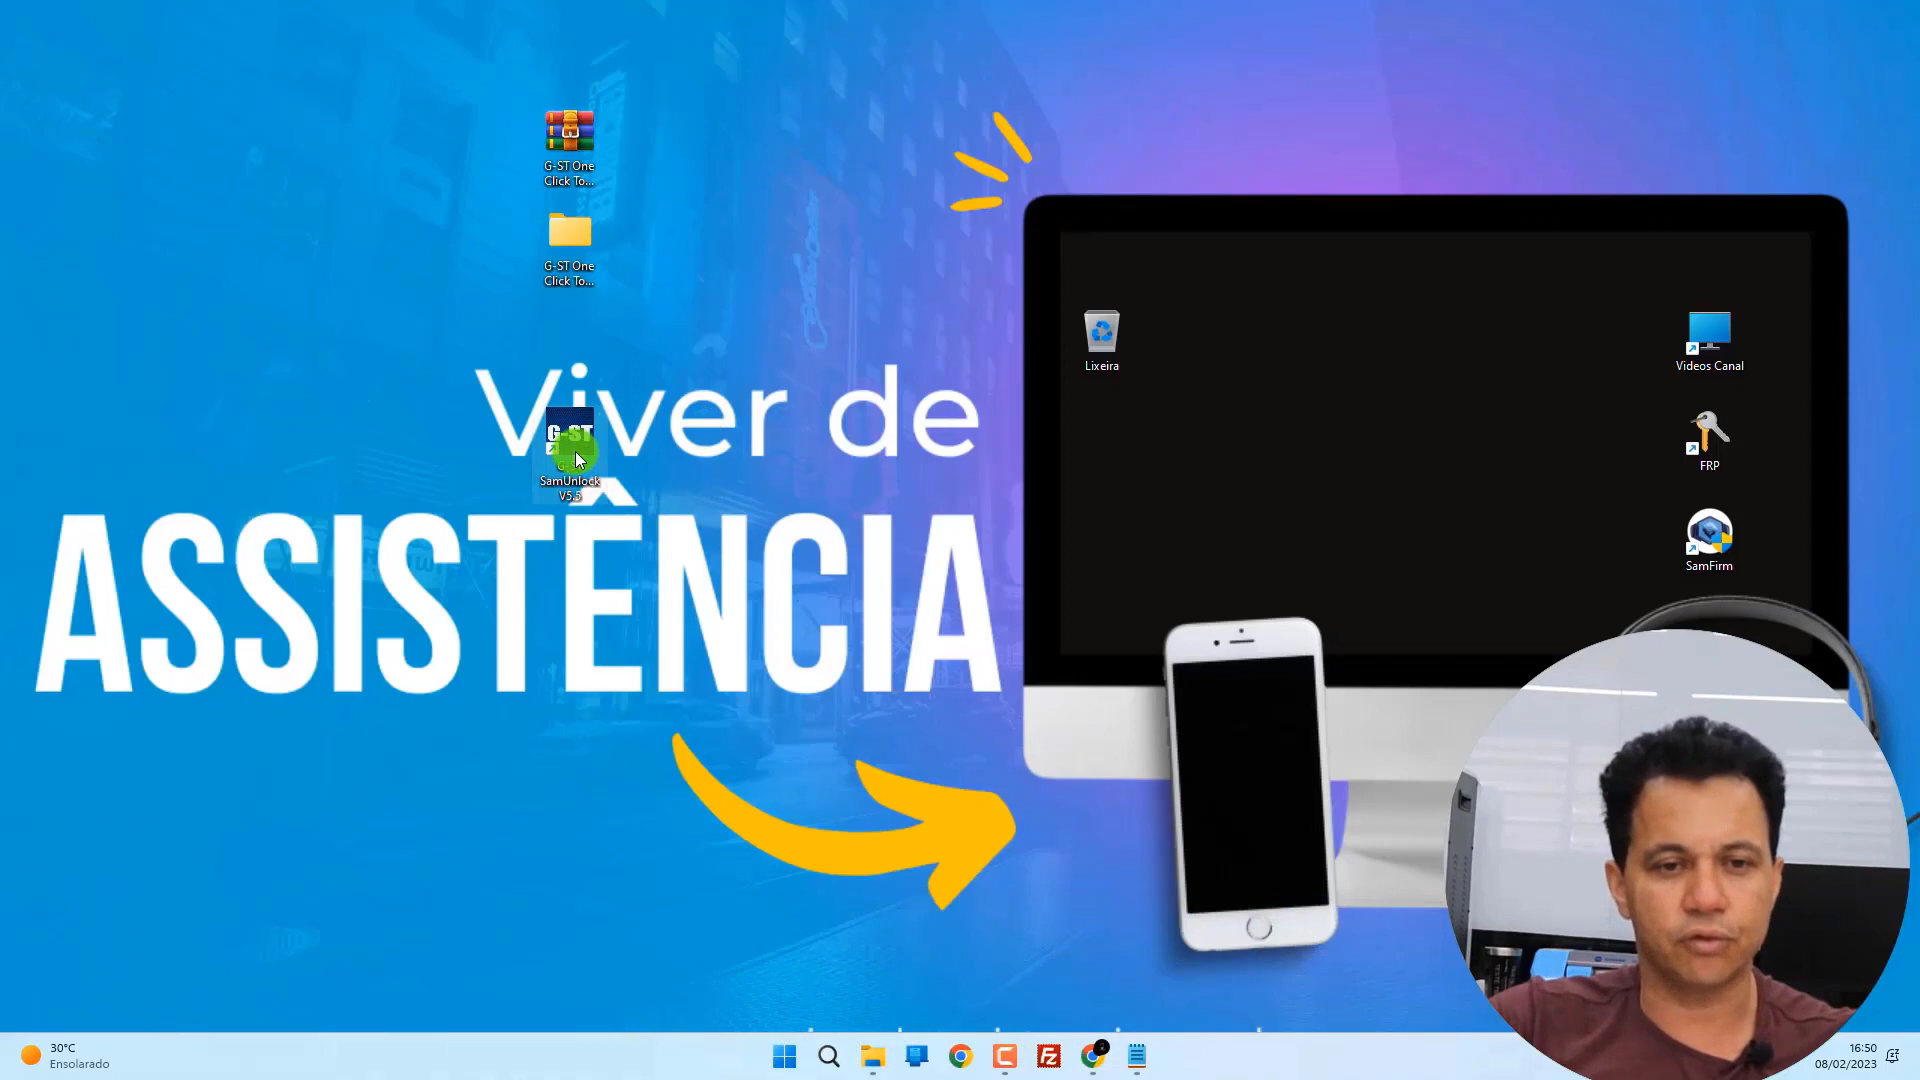 G-ST One
Click To...
G-ST One
Click To...
Viver de
ASSISTÊNCIA
G-ST
SamUnlock
V5.5
Lixeira
Videos Canal
FRP
SamFirm
30°C
Ensolarado
Fz
16:50
08/02/2023